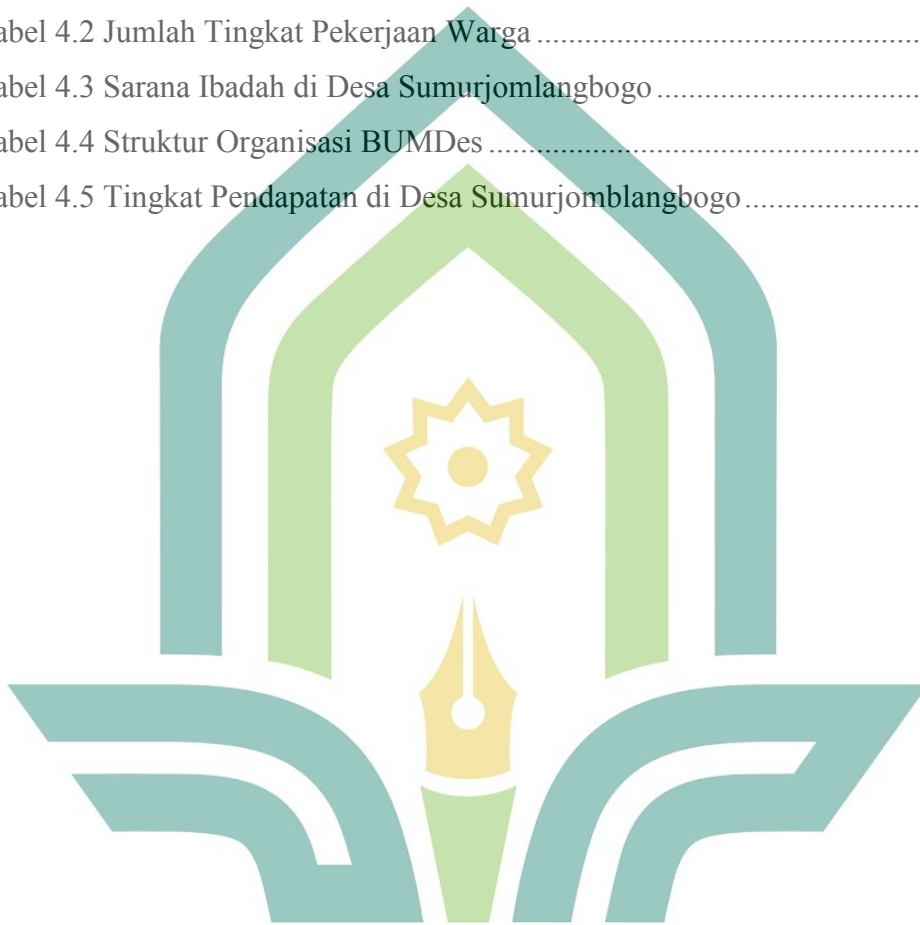 abel 4.2 Jumlah Tingkat Pekerjaan Warga ................................................
abel 4.3 Sarana Ibadah di Desa Sumurjomlangbogo .................................
abel 4.4 Struktur Organisasi BUMDes ......................................................
abel 4.5 Tingkat Pendapatan di Desa Sumurjomblangbogo ......................